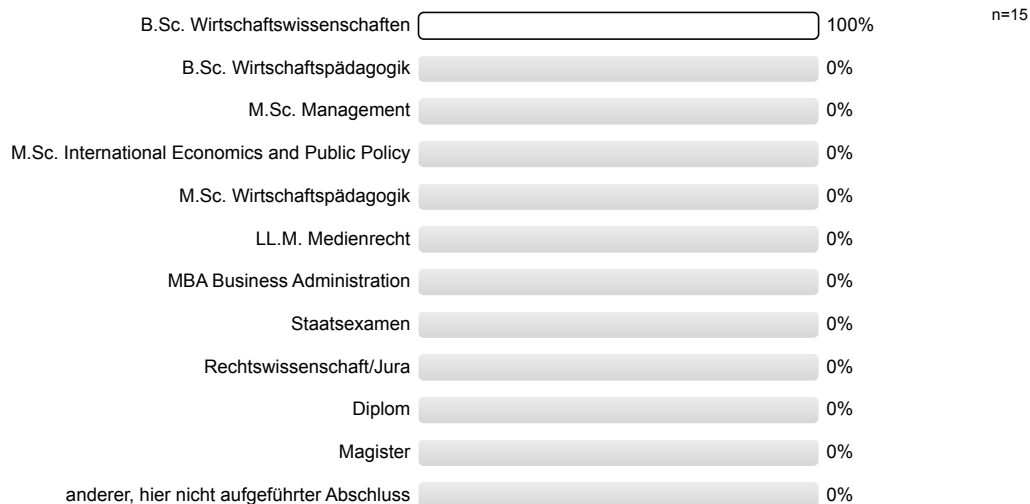 B.Sc. Wirtschaftswissenschaften 100% n=15
B.Sc. Wirtschaftspädagogik 0%
M.Sc. Management 0%
M.Sc. International Economics and Public Policy 0%
M.Sc. Wirtschaftspädagogik 0%
LL.M. Medienrecht 0%
MBA Business Administration 0%
Staatsexamen 0%
Rechtswissenschaft/Jura 0%
Diplom 0%
Magister 0%
anderer, hier nicht aufgeführter Abschluss 0%